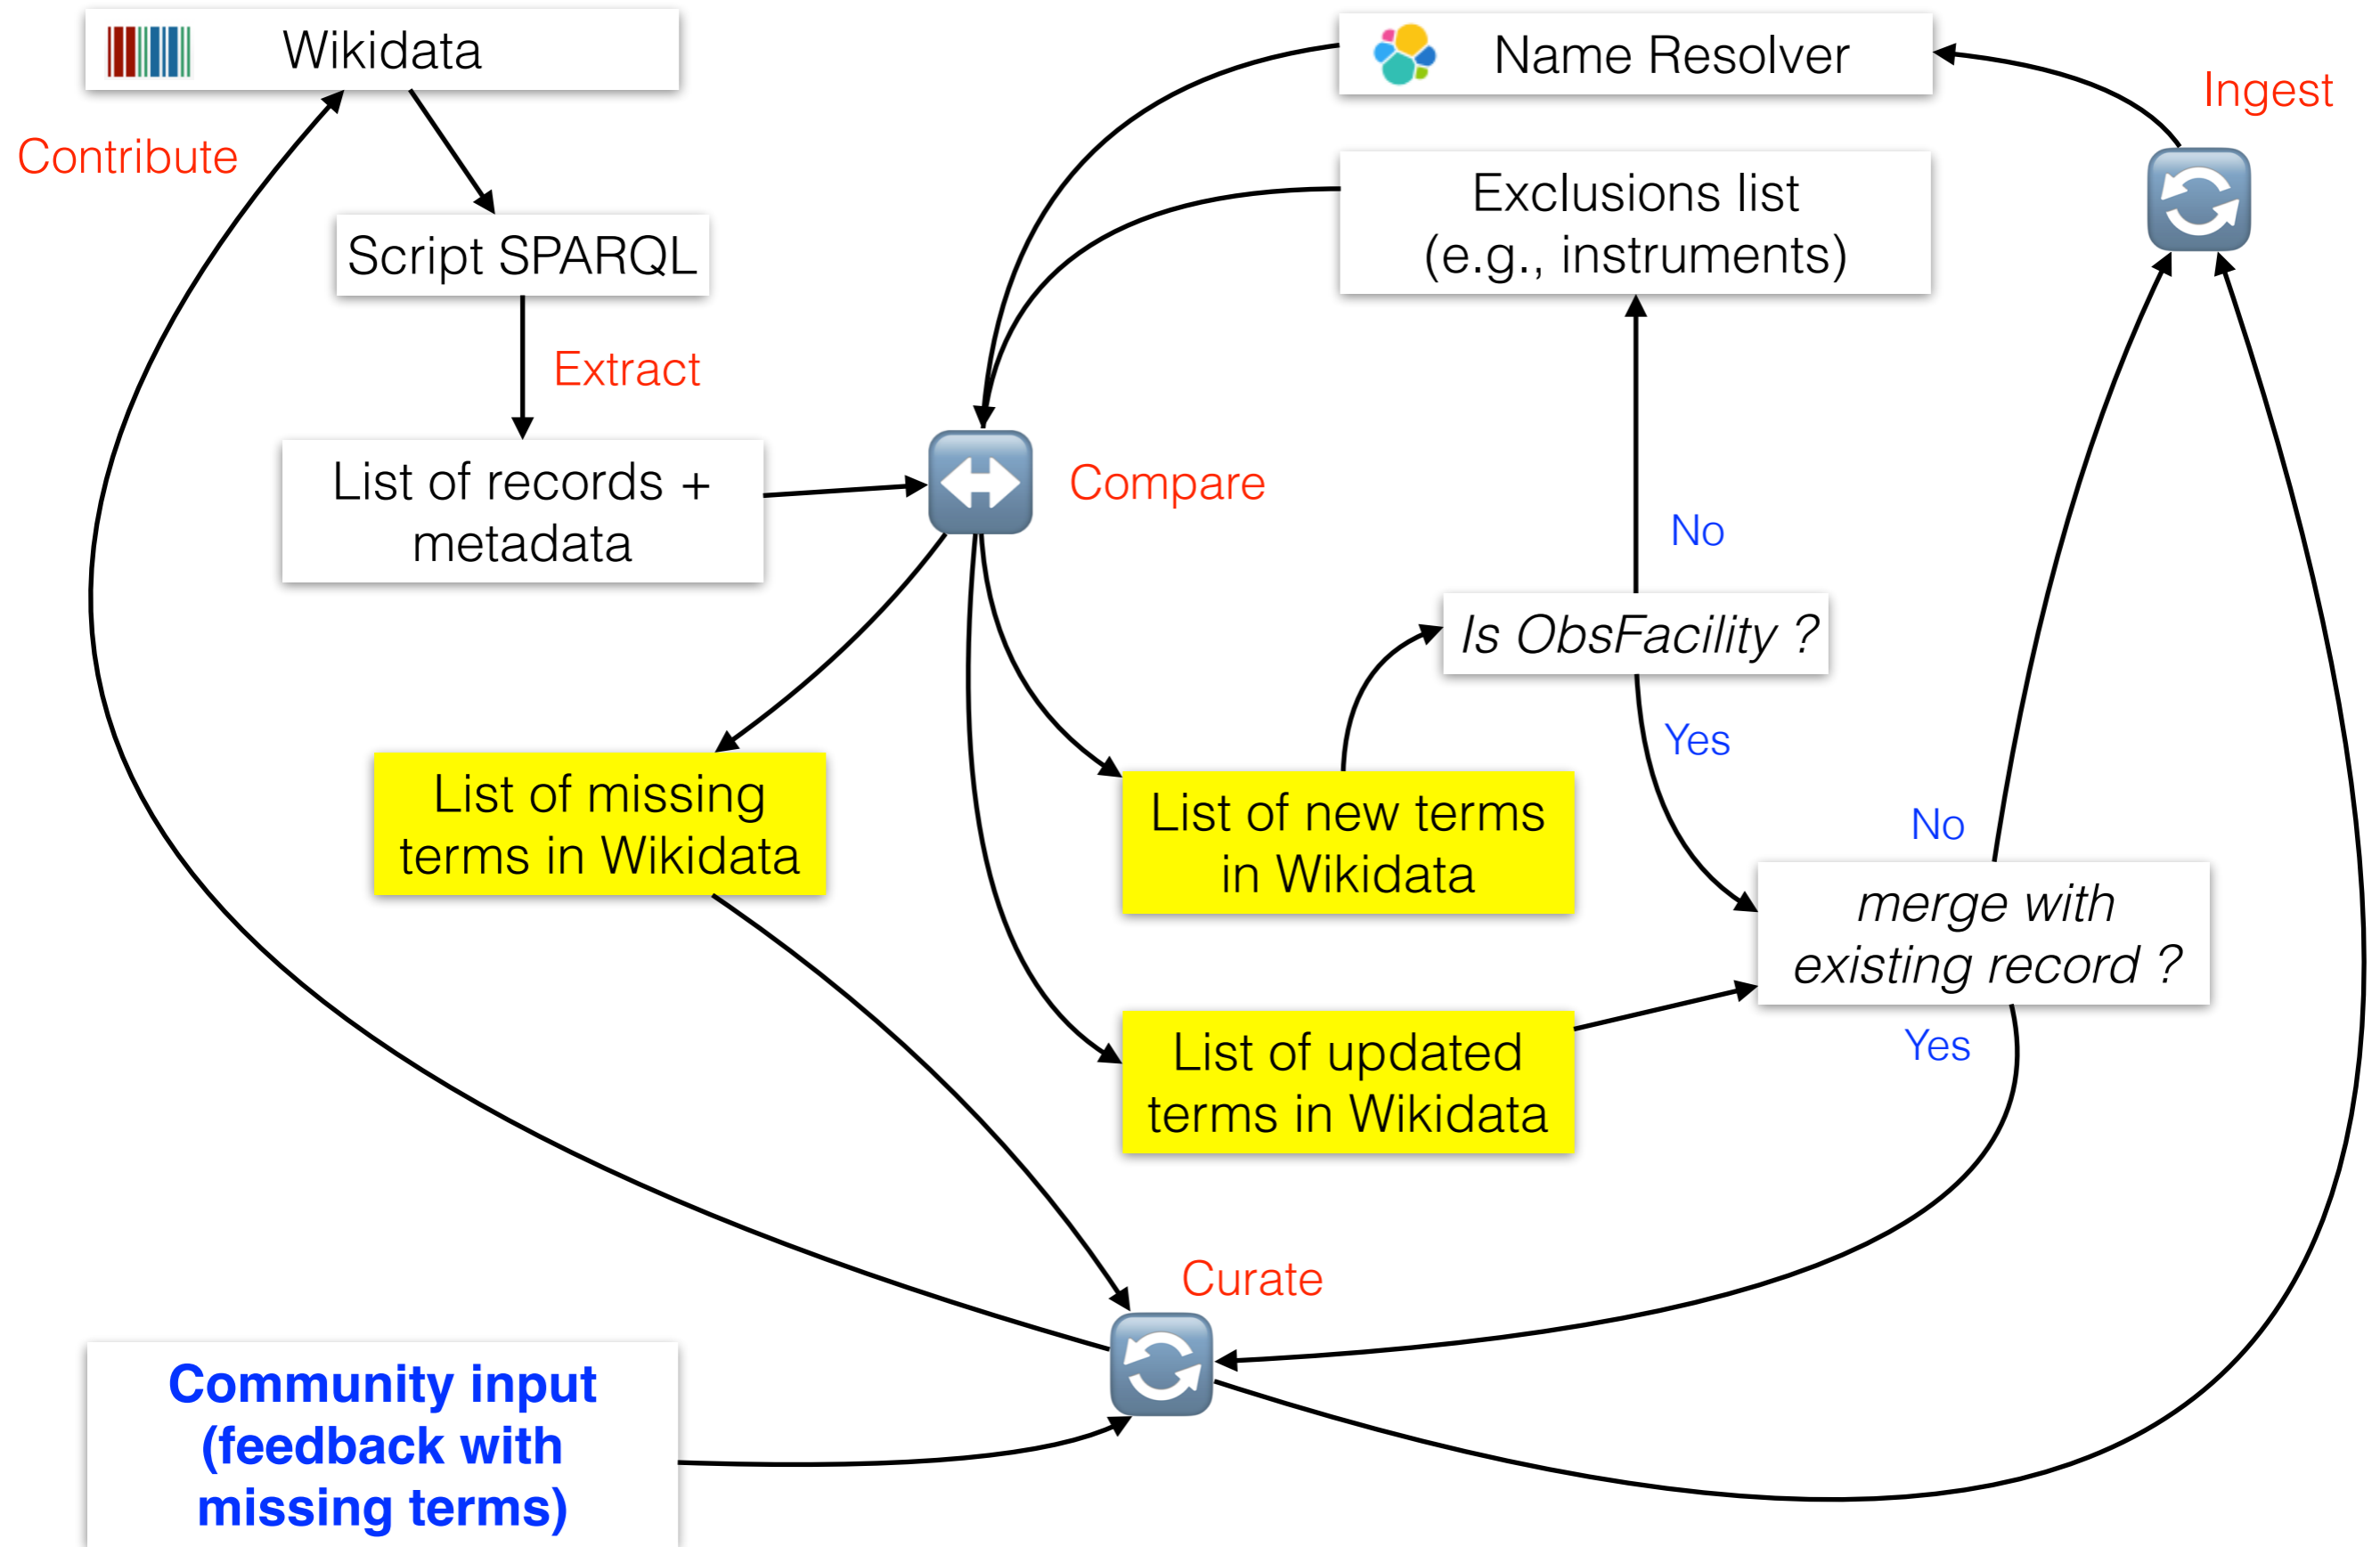 Wikidata
Name Resolver
Ingest
Contribute
Exclusions list
(e.g., instruments)
Script SPARQL
Extract
List of records +
metadata
Compare
No
Is ObsFacility ?
Yes
List of missing
terms in Wikidata
List of new terms
in Wikidata
No
merge with
existing record ?
Yes
List of updated
terms in Wikidata
Curate
Community input
(feedback with
missing terms)